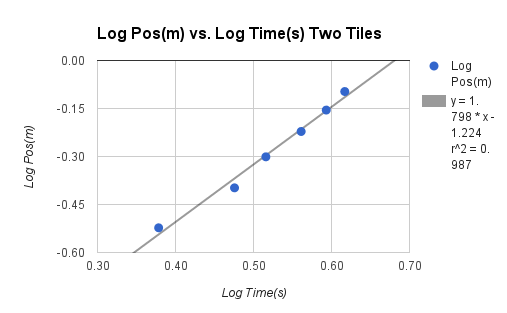 Log Pos(m) vs. Log Time(s) Two Tiles
0.00
-0.15
-0.30
-0.45
-0.60
Log Pos(m)
0.30 0.40 0.50 0.60 0.70
Log Time(s)
Log
Pos(m)
y = 1.
798 * x -
1.224
r^2 = 0.
987